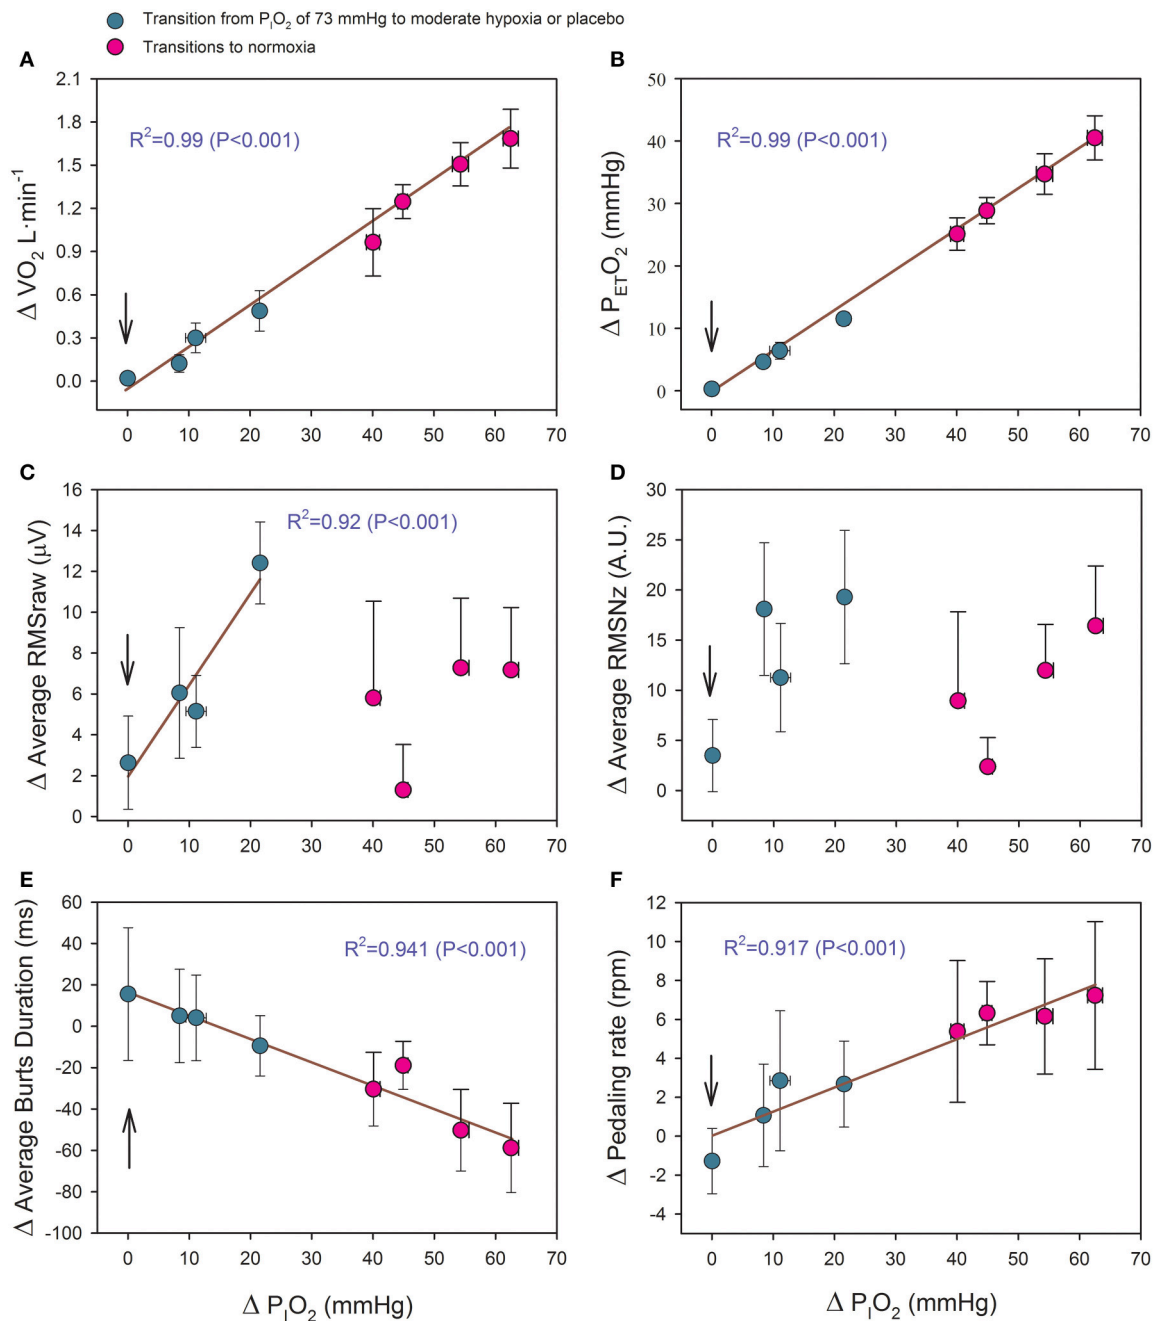 Transition from PIO2 of 73 mmHg to moderate hypoxia or placebo
Transitions to normoxia
A
Δ VO2 L·min-1
2.1
1.8
1.5
1.2
0.9
0.6
0.3
0.0
R2=0.99 (P<0.001)
0 10 20 30 40 50 60 70
B
Δ PETO2 (mmHg)
50
40
30
20
10
0
R2=0.99 (P<0.001)
0 10 20 30 40 50 60 70
C
Δ Average RMSraw (μV)
16
14
12
10
8
6
4
2
0
R2=0.92 (P<0.001)
0 10 20 30 40 50 60 70
D
Δ Average RMSNz (A.U.)
30
25
20
15
10
5
0
0 10 20 30 40 50 60 70
E
Δ Average Burts Duration (ms)
60
40
20
0
-20
-40
-60
-80
-100
R2=0.941 (P<0.001)
0 10 20 30 40 50 60 70
Δ PIO2 (mmHg)
F
Δ Pedaling rate (rpm)
12
10
8
6
4
2
0
-2
-4
R2=0.917 (P<0.001)
0 10 20 30 40 50 60 70
Δ PIO2 (mmHg)